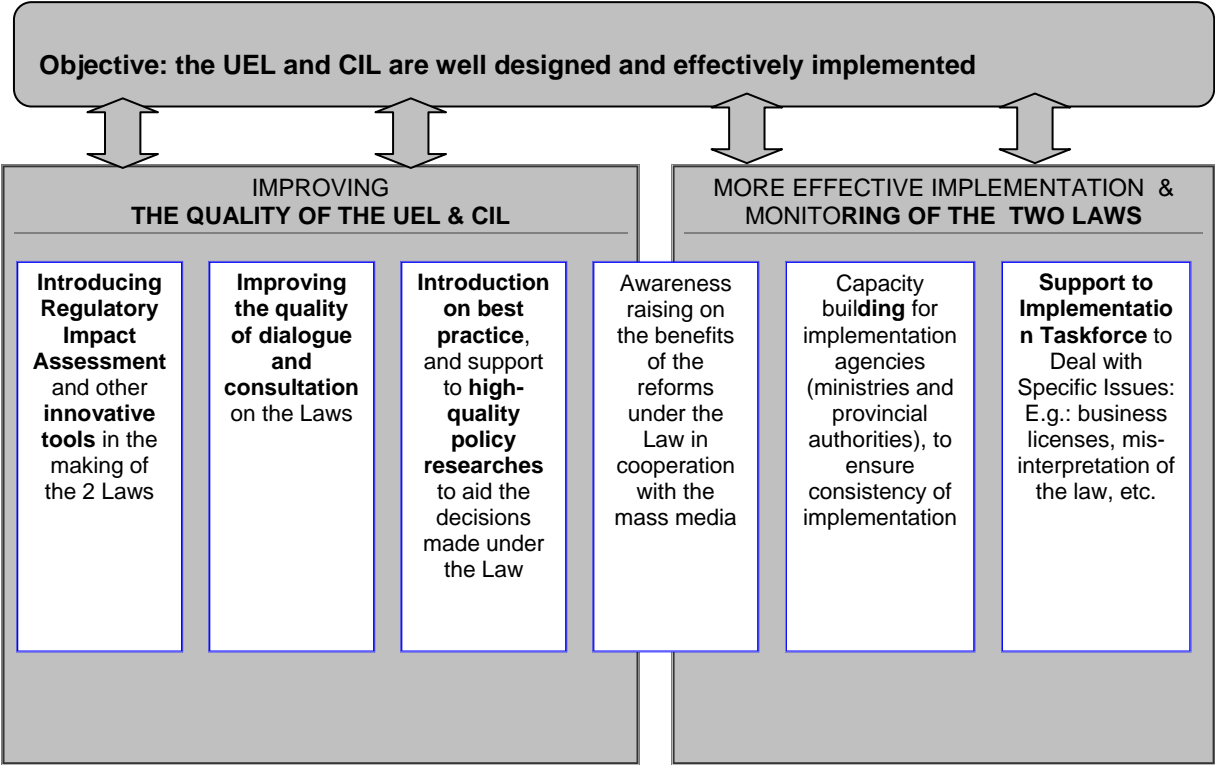 Objective: the UEL and CIL are well designed and effectively implemented
IMPROVING
THE QUALITY OF THE UEL & CIL
MORE EFFECTIVE IMPLEMENTATION &
MONITORING OF THE TWO LAWS
Introducing
Regulatory
Impact
Assessment
and other
innovative
tools in the
making of
the 2 Laws
Improving
the quality
of dialogue
and
consultation
on the Laws
Introduction
on best
practice,
and support
to high-
quality
policy
researches
to aid the
decisions
made under
the Law
Awareness
raising on
the benefits
of the
reforms
under the
Law in
cooperation
with the
mass media
Capacity
building for
implementation
agencies
(ministries and
provincial
authorities), to
ensure
consistency of
implementation
Support to
Implementatio
n Taskforce to
Deal with
Specific Issues:
E.g.: business
licenses, mis-
interpretation of
the law, etc.